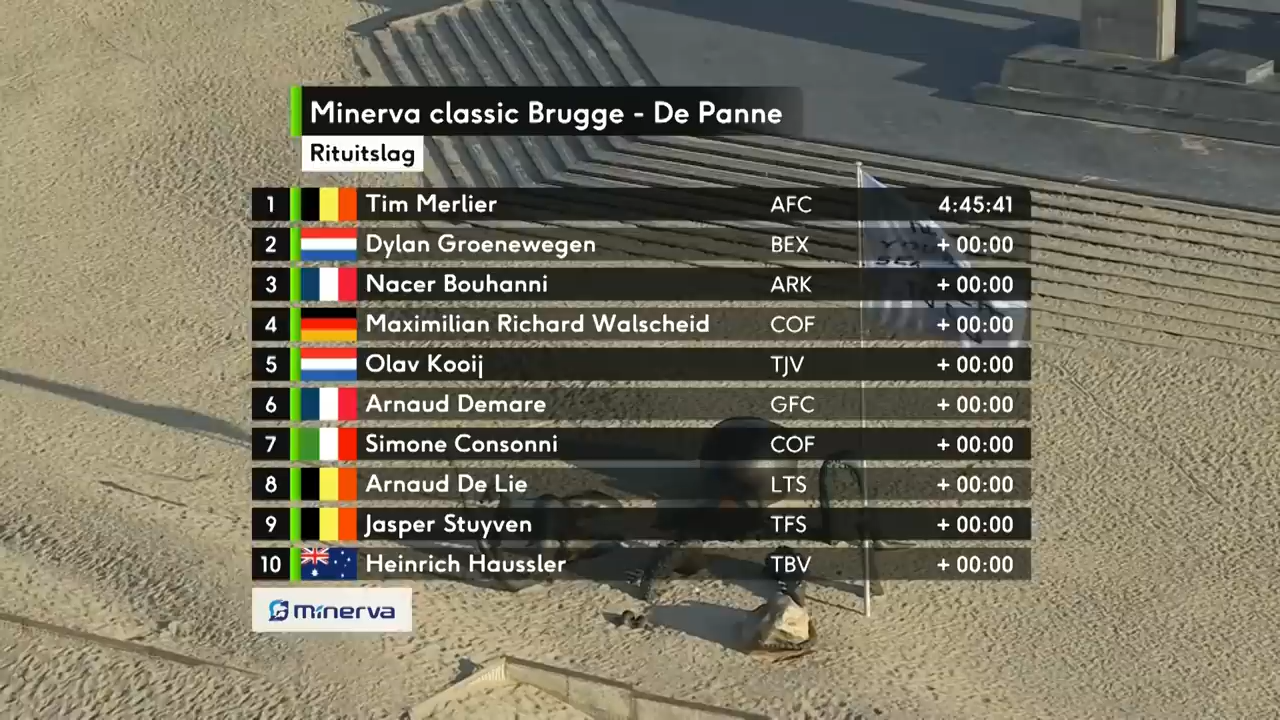 Minerva classic Brugge - De Panne
Rituitslag
1 Tim Merlier AFC 4:45:41
2 Dylan Groenewegen BEX + 00:00
3 Nacer Bouhanni ARK + 00:00
4 Maximilian Richard Walscheid COF + 00:00
5 Olav Kooij TJV + 00:00
6 Arnaud Demare GFC + 00:00
7 Simone Consonni COF + 00:00
8 Arnaud De Lie LTS + 00:00
9 Jasper Stuyven TFS + 00:00
10 Heinrich Haussler TBV + 00:00
minerva